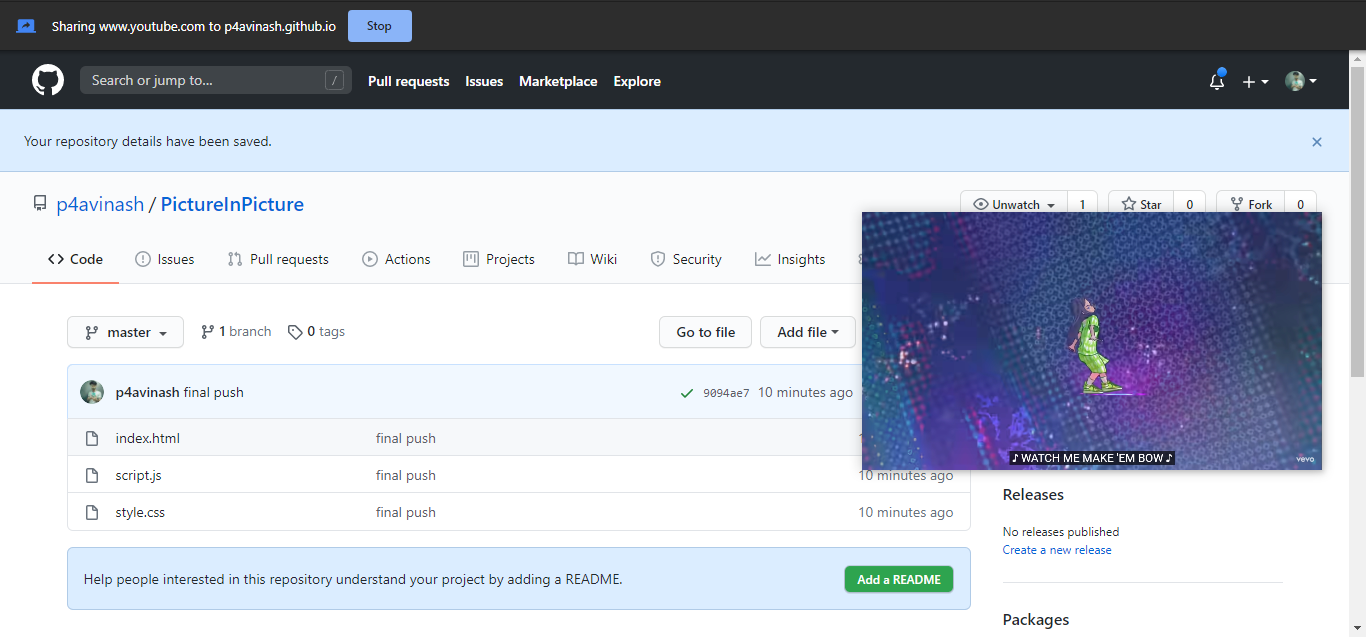 Sharing www.youtube.com to p4avinash.github.io Stop
Search or jump to... / Pull requests Issues Marketplace Explore
Your repository details have been saved.
p4avinash / PictureInPicture Unwatch 1 Star 0 Fork 0
Code Issues Pull requests Actions Projects Wiki Security Insights
master 1 branch 0 tags Go to file Add file
p4avinash final push 9094ae7 10 minutes ago
index.html final push
♪ WATCH ME MAKE 'EM BOW ♪ vevo
script.js final push 10 minutes ago
Releases
style.css final push 10 minutes ago
No releases published
Create a new release
Help people interested in this repository understand your project by adding a README. Add a README
Packages